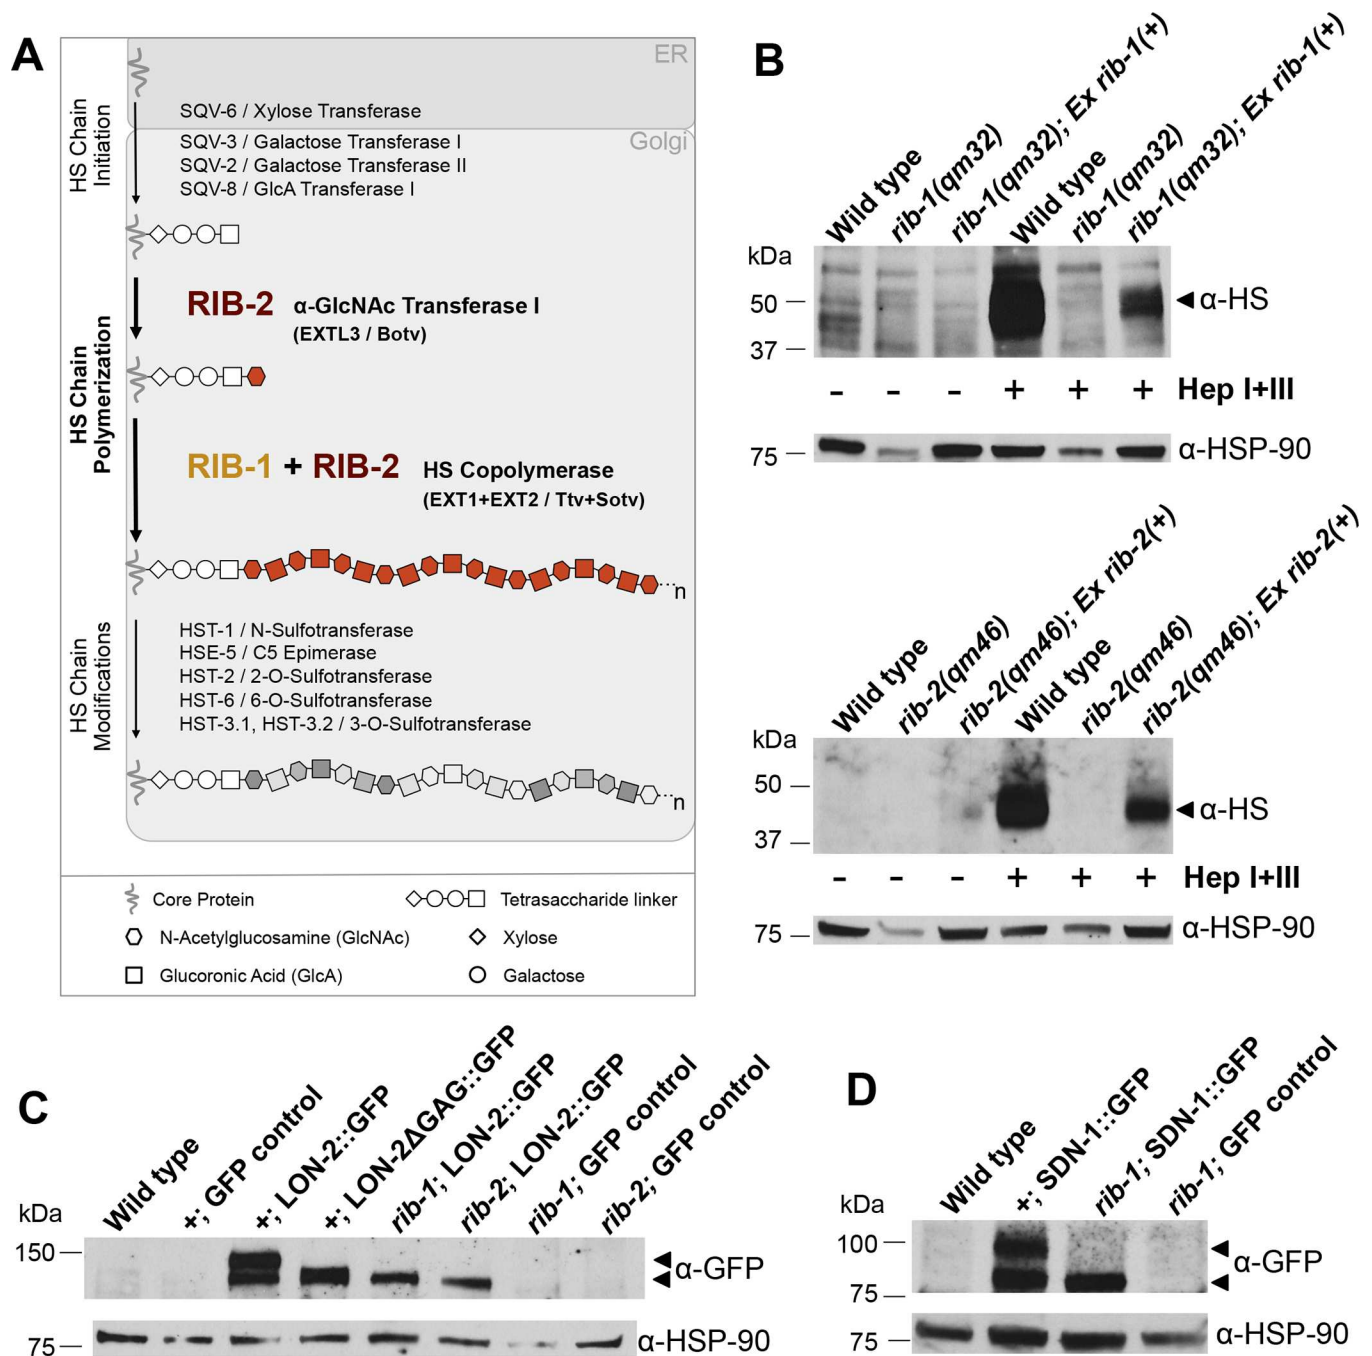 A
ER
HS Chain
Initiation
SQV-6 / Xylose Transferase
Golgi
SQV-3 / Galactose Transferase I
SQV-2 / Galactose Transferase II
SQV-8 / GlcA Transferase I
HS Chain
Polymerization
RIB-2 α-GlcNAc Transferase I
(EXTL3 / Botv)
RIB-1 + RIB-2 HS Copolymerase
(EXT1+EXT2 / Ttv+Sotv)
n
HS Chain
Modifications
HST-1 / N-Sulfotransferase
HSE-5 / C5 Epimerase
HST-2 / 2-O-Sulfotransferase
HST-6 / 6-O-Sulfotransferase
HST-3.1, HST-3.2 / 3-O-Sulfotransferase
n
Core Protein
Tetrasaccharide linker
N-Acetylglucosamine (GlcNAc)
Xylose
Glucoronic Acid (GlcA)
Galactose
B
Wild type
rib-1(qm32)
rib-1(qm32); Ex rib-1(+)
Wild type
rib-1(qm32)
rib-1(qm32); Ex rib-1(+)
kDa
50
37
α-HS
- - - + + + Hep I+III
75
α-HSP-90
Wild type
rib-2(qm46)
rib-2(qm46); Ex rib-2(+)
Wild type
rib-2(qm46)
rib-2(qm46); Ex rib-2(+)
kDa
50
37
α-HS
- - - + + + Hep I+III
75
α-HSP-90
C
Wild type
+; GFP control
+; LON-2::GFP
+; LON-2ΔGAG::GFP
rib-1; LON-2::GFP
rib-2; LON-2::GFP
rib-1; GFP control
rib-2; GFP control
kDa
150
α-GFP
75
α-HSP-90
D
Wild type
+; SDN-1::GFP
rib-1; SDN-1::GFP
rib-1; GFP control
kDa
100
75
α-GFP
75
α-HSP-90